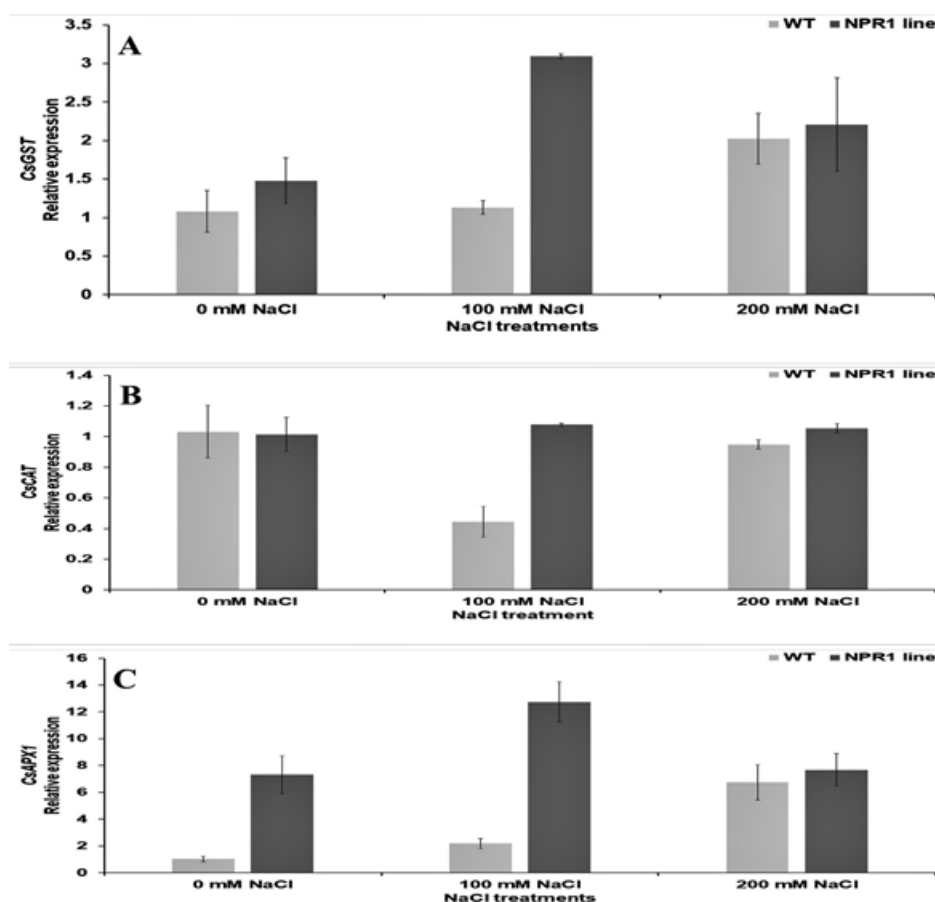 A
WT NPR1 line
CsGST
Relative expression
3.5
3
2.5
2
1.5
1
0.5
0
0 mM NaCl 100 mM NaCl 200 mM NaCl
NaCl treatments
B
WT NPR1 line
CsCAT
Relative expression
1.4
1.2
1
0.8
0.6
0.4
0.2
0
0 mM NaCl 100 mM NaCl 200 mM NaCl
NaCl treatment
C
WT NPR1 line
CsAPX1
Relative expression
16
14
12
10
8
6
4
2
0
0 mM NaCl 100 mM NaCl 200 mM NaCl
NaCl treatments